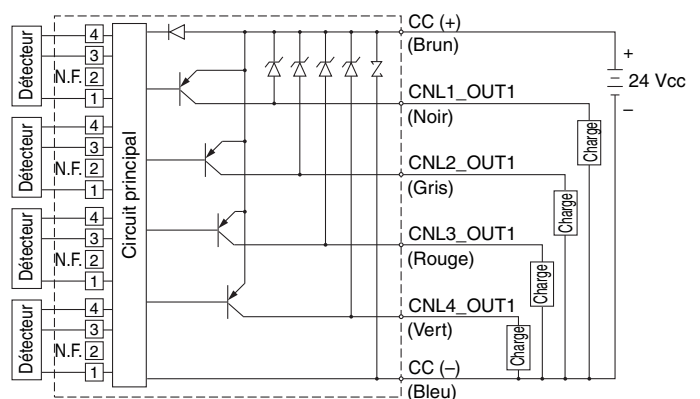 Détecteur
4
3
N.F. 2
1
Détecteur
4
3
N.F. 2
1
Détecteur
4
3
N.F. 2
1
Détecteur
4
3
N.F. 2
1
Circuit principal
CC (+)
(Brun)
CNL1_OUT1
(Noir)
CNL2_OUT1
(Gris)
CNL3_OUT1
(Rouge)
CNL4_OUT1
(Vert)
CC (–)
(Bleu)
Charge
Charge
Charge
Charge
+
24 Vcc
–